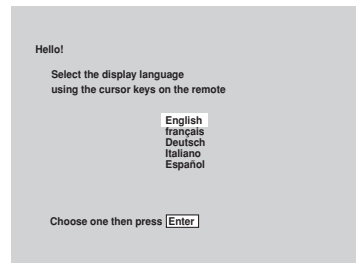 Hello!
Select the display language
using the cursor keys on the remote
English
français
Deutsch
Italiano
Español
Choose one then press Enter